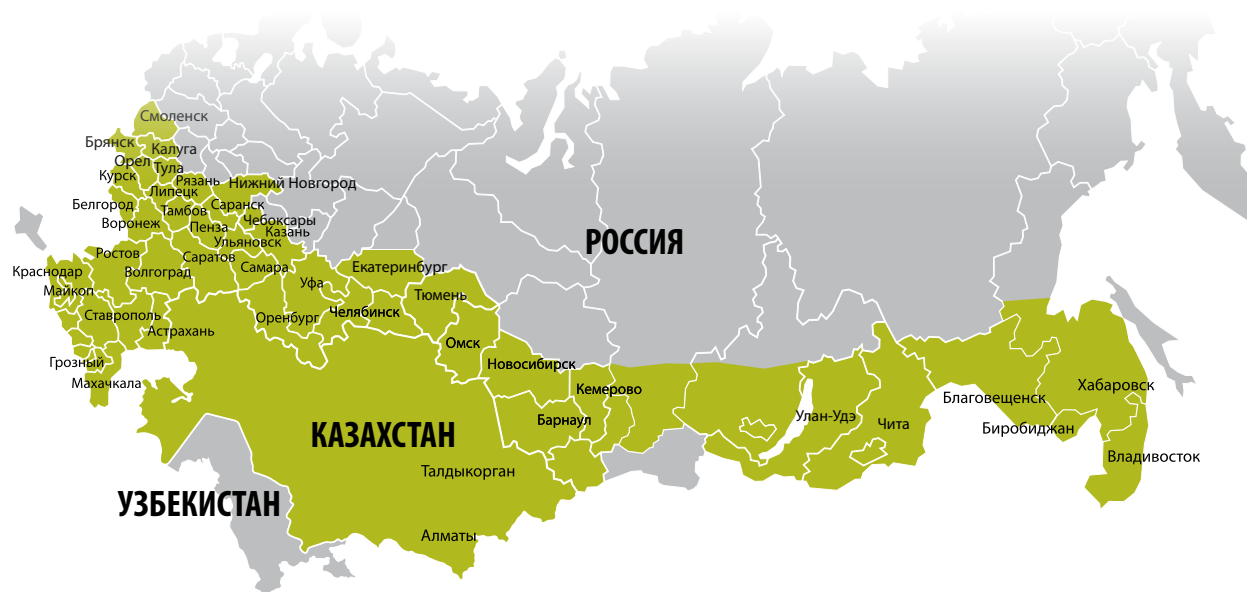 Смоленск
Брянск
Калуга
Орел
Тула
Курск
Рязань
Нижний Новгород
Липецк
Белгород
Тамбов
Саранск
Воронеж
Пенза
Чебоксары
Казань
Ульяновск
РОССИЯ
Ростов
Саратов
Самара
Екатеринбург
Краснодар
Волгоград
Уфа
Майкоп
Тюмень
Ставрополь
Оренбург
Челябинск
Астрахань
Омск
Грозный
Новосибирск
Махачкала
Кемерово
Хабаровск
Благовещенск
Улан-Удэ
Барнаул
Чита
Биробиджан
КАЗАХСТАН
Владивосток
Талдыкорган
УЗБЕКИСТАН
Алматы